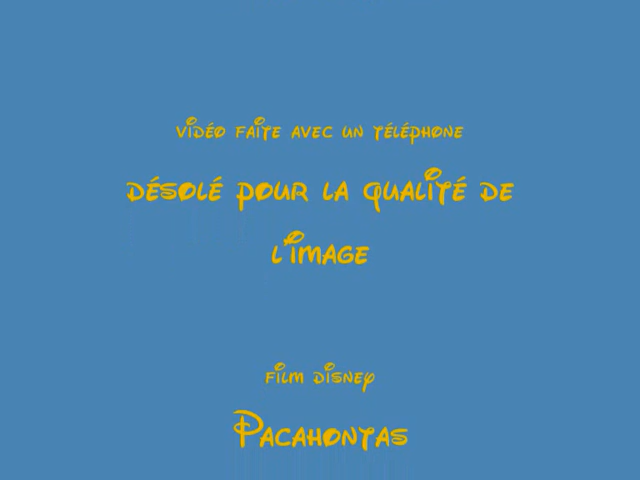 vidéo faite avec un téléphone
désolé pour la qualité de
l'image
film disney
Pacahontas